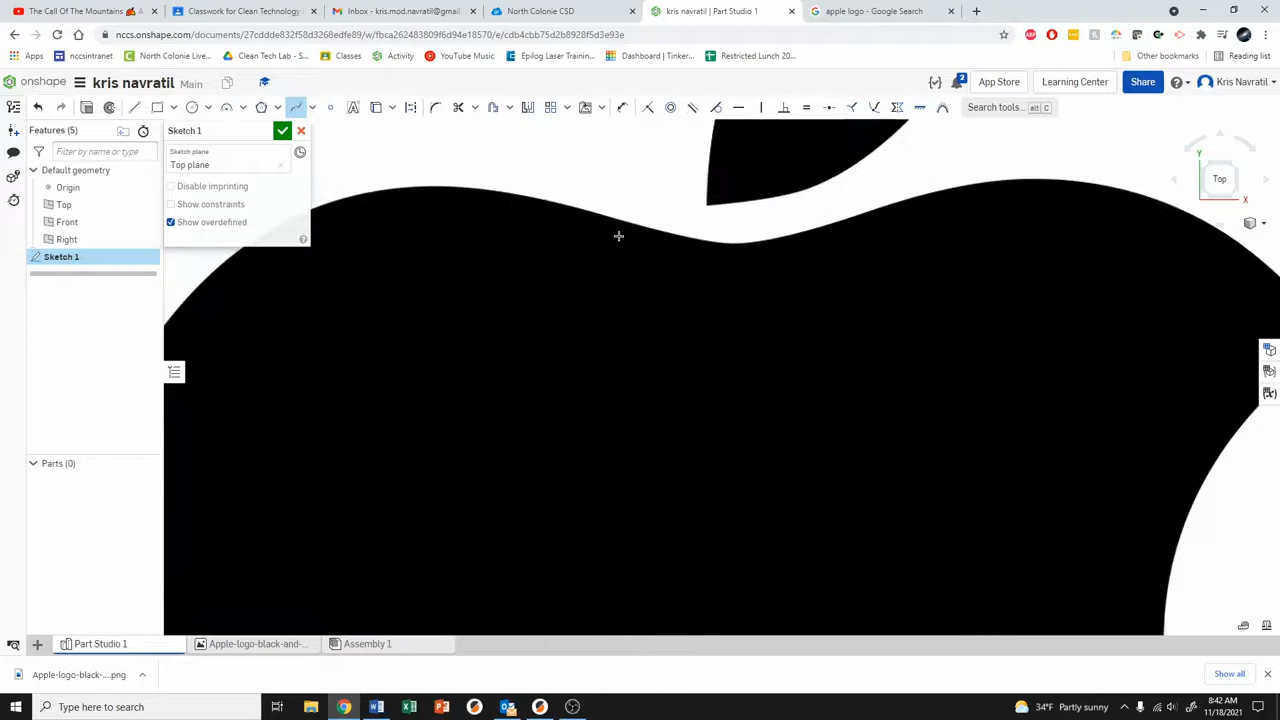 The Call Of The Mountains
Classwork for Clean Technology
Inbox - kris.mod.navratil@gmail
North Colonie CSD
kris navratil | Part Studio 1
apple logo - Google Search
nccs.onshape.com/documents/27cddde832f58d3268edfe89/w/fbca262483809f6d94e18570/e/cdb4cbb75d2b8928f5d3e93e
Apps
nccsintranet
North Colonie Live...
Clean Tech Lab - S...
Activity
YouTube Music
Classes
Epilog Laser Trainin...
Dashboard | Tinker...
Restricted Lunch 20...
Other bookmarks
Reading list
onshape
kris navratil
Main
2
App Store
Learning Center
Share
Kris Navratil
Search tools...
alt
C
Features (5)
Filter by name or type
Default geometry
Origin
Top
Front
Right
Sketch 1
Parts (0)
Sketch 1
Sketch plane
Top plane
Disable imprinting
Show constraints
Show overdefined
Y
Top
X
Part Studio 1
Apple-logo-black-and-...
Assembly 1
Apple-logo-black-....png
Show all
Type here to search
34°F Partly sunny
8:42 AM
11/18/2021